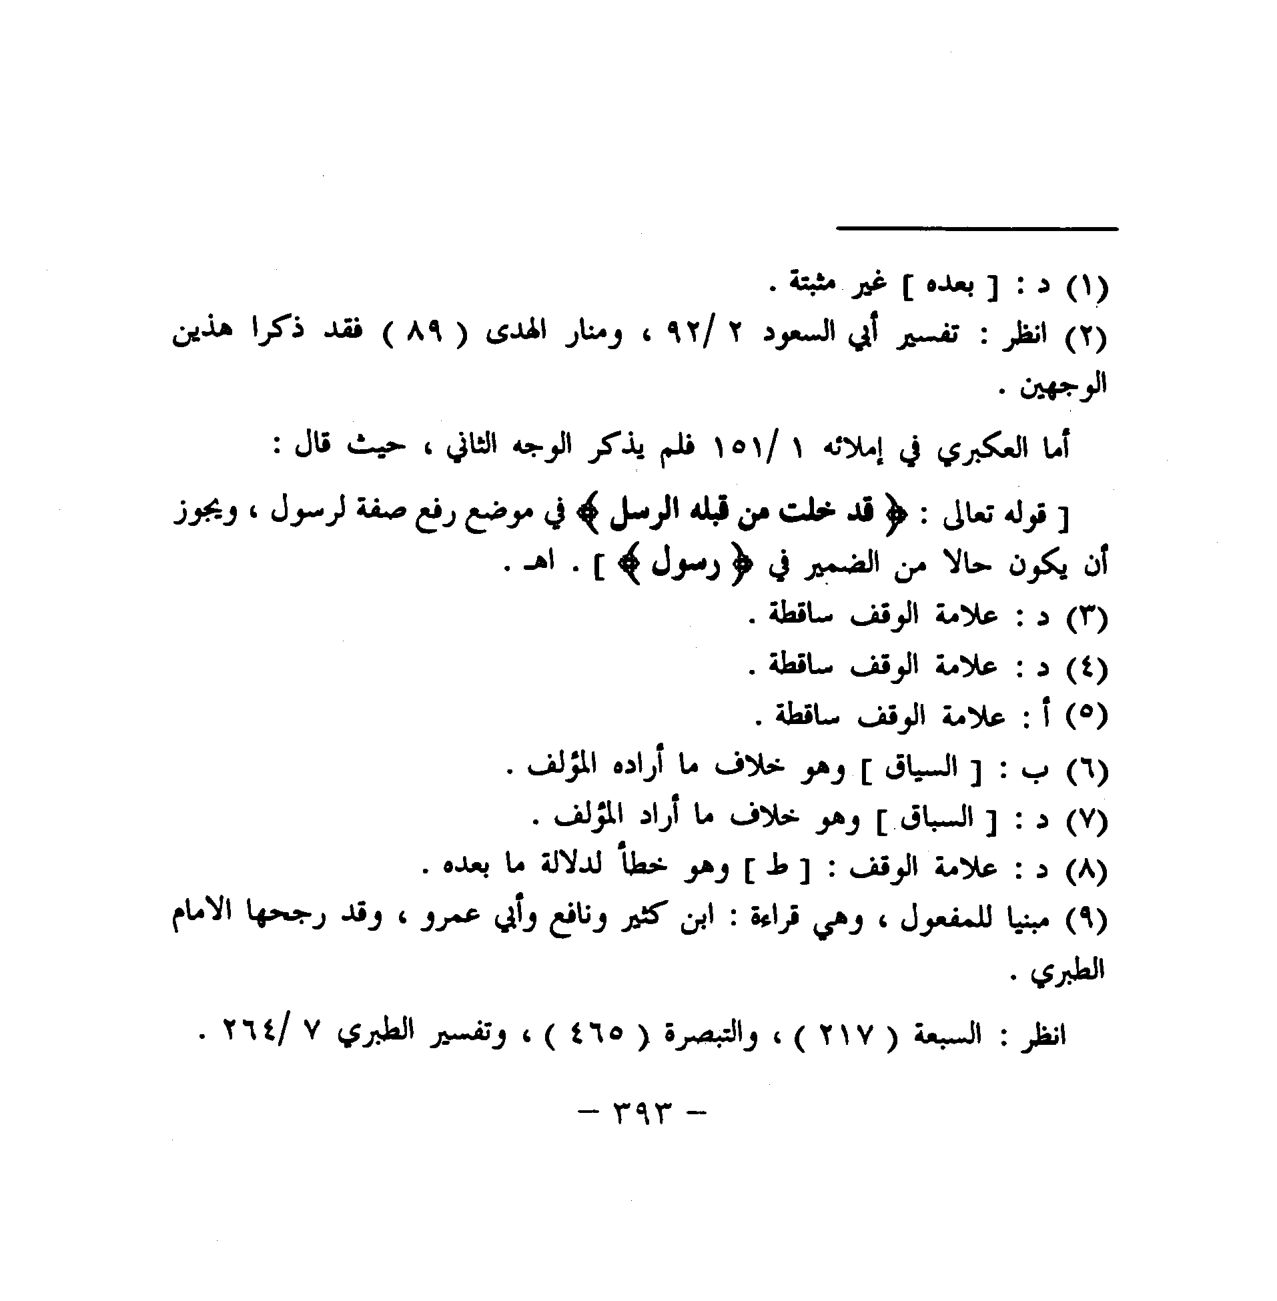 (١) د : [ بعده ] غير مثبتة .
(٢) انظر : تفسير أبي السعود ٢ /٩٢ ، ومنار الهدى ( ٨٩ ) فقد ذكرا هذين
الوجهين .
أما العكبري في إملائه ١ /١٥١ فلم يذكر الوجه الثاني ، حيث قال :
[ قوله تعالى : ﴿ قد خلت من قبله الرسل ﴾ في موضع رفع صفة لرسول ، ويجوز
أن يكون حالا من الضمير في ﴿ رسول ﴾ ] . اهـ .
(٣) د : علامة الوقف ساقطة .
(٤) د : علامة الوقف ساقطة .
(٥) أ : علامة الوقف ساقطة .
(٦) ب : [ السياق ] وهو خلاف ما أراده المؤلف .
(٧) د : [ السباق ] وهو خلاف ما أراد المؤلف .
(٨) د : علامة الوقف : [ ط ] وهو خطأ لدلالة ما بعده .
(٩) مبنيا للمفعول ، وهي قراءة : ابن كثير ونافع وأبي عمرو ، وقد رجحها الامام
الطبري .
انظر : السبعة ( ٢١٧ ) ، والتبصرة ( ٤٦٥ ) ، وتفسير الطبري ٧ /٢٦٤ .
– ٣٩٣ –